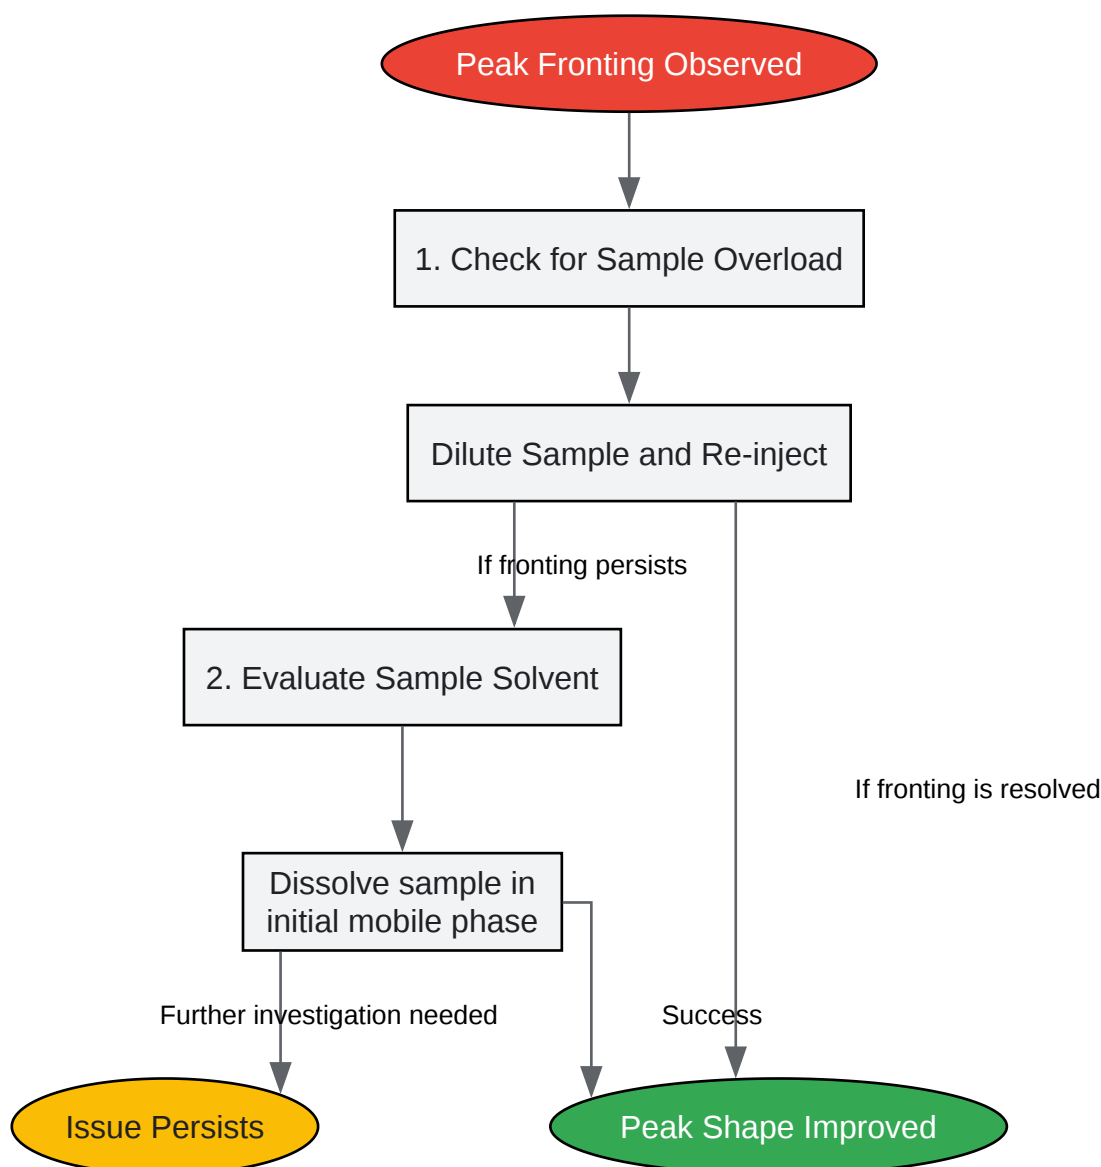 Peak Fronting Observed
1. Check for Sample Overload
Dilute Sample and Re-inject
If fronting persists
2. Evaluate Sample Solvent
If fronting is resolved
Dissolve sample in
initial mobile phase
Further investigation needed
Success
Issue Persists
Peak Shape Improved